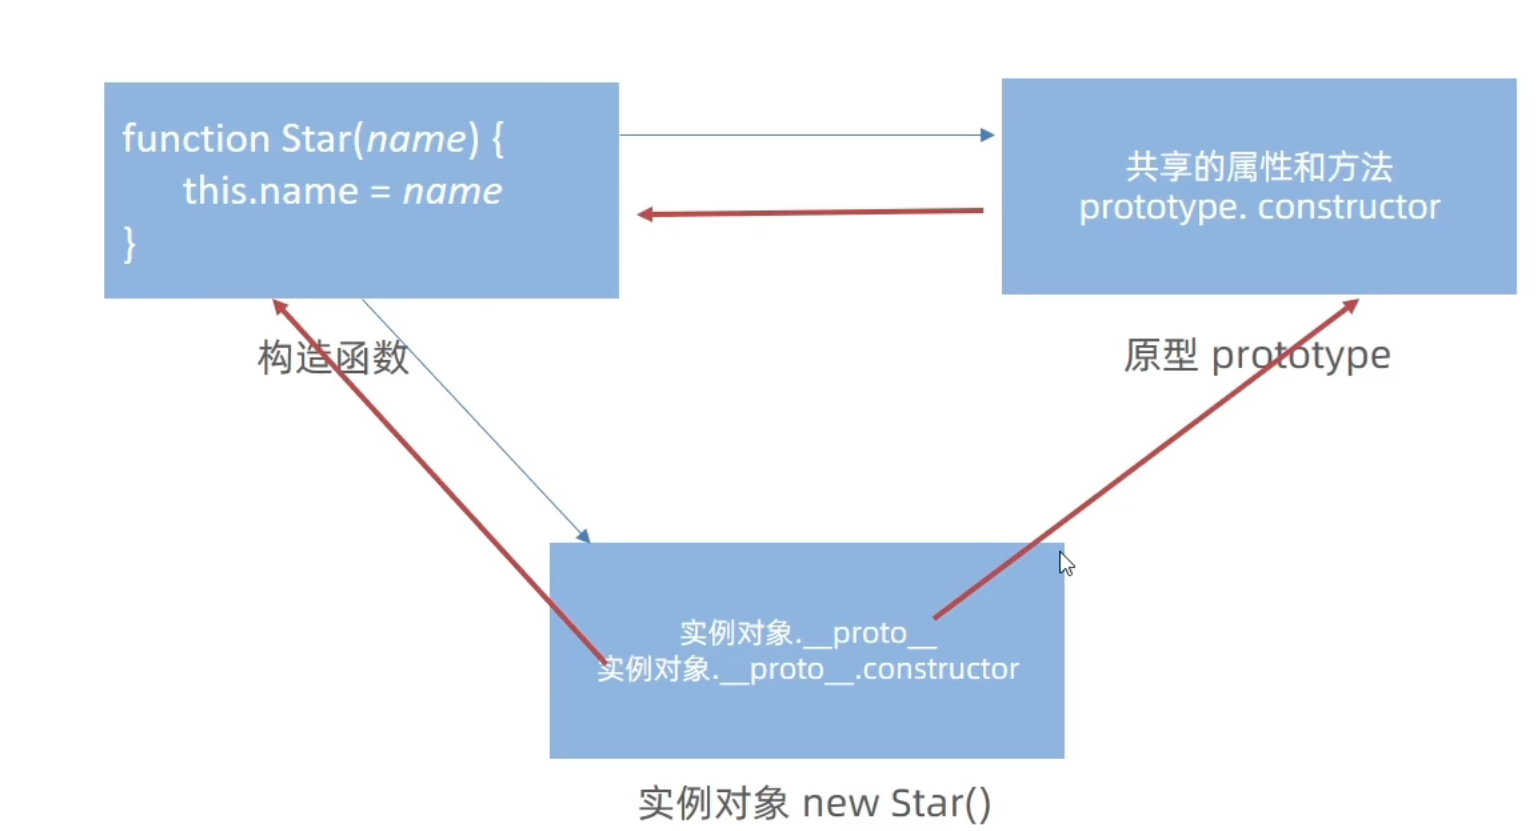 function Star(name) {
this.name = name
}
共享的属性和方法
prototype. constructor
构造函数
原型 prototype
实例对象.__proto__
实例对象.__proto__.constructor
实例对象 new Star()